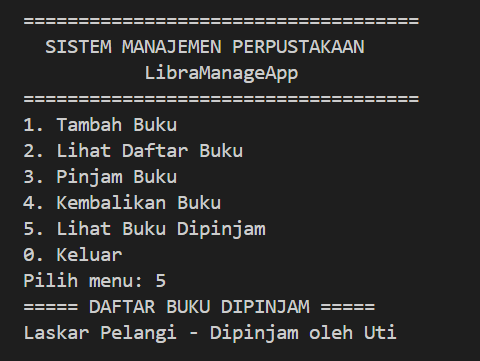 ====================================
SISTEM MANAJEMEN PERPUSTAKAAN
LibraManageApp
====================================
1. Tambah Buku
2. Lihat Daftar Buku
3. Pinjam Buku
4. Kembalikan Buku
5. Lihat Buku Dipinjam
0. Keluar
Pilih menu: 5
===== DAFTAR BUKU DIPINJAM =====
Laskar Pelangi - Dipinjam oleh Uti